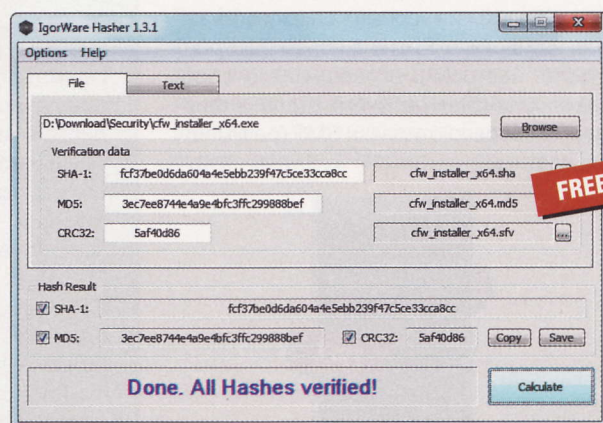 IgorWare Hasher 1.3.1
Options Help
File Text
D:\Download\Security\cfw_installer_x64.exe Browse
Verification data
SHA-1: fcf37be0d6da604a4e5ebb239f47c5ce33cca8cc cfw_installer_x64.sha
MD5: 3ec7ee8744e4a9e4bfc3ffc299888bef cfw_installer_x64.md5
CRC32: 5af40d86 cfw_installer_x64.sfv ...
FREE
Hash Result
SHA-1: fcf37be0d6da604a4e5ebb239f47c5ce33cca8cc
MD5: 3ec7ee8744e4a9e4bfc3ffc299888bef CRC32: 5af40d86 Copy Save
Done. All Hashes verified! Calculate